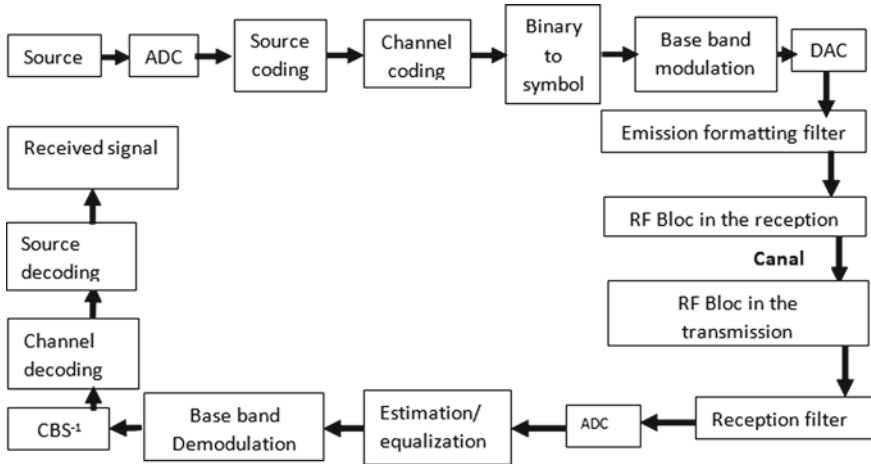 Source
ADC
Source
coding
Channel
coding
Binary
to
symbol
Base band
modulation
DAC
Emission formatting filter
RF Bloc in the reception
Canal
RF Bloc in the
transmission
Reception filter
ADC
Estimation/
equalization
Base band
Demodulation
CBS⁻¹
Channel
decoding
Source
decoding
Received signal